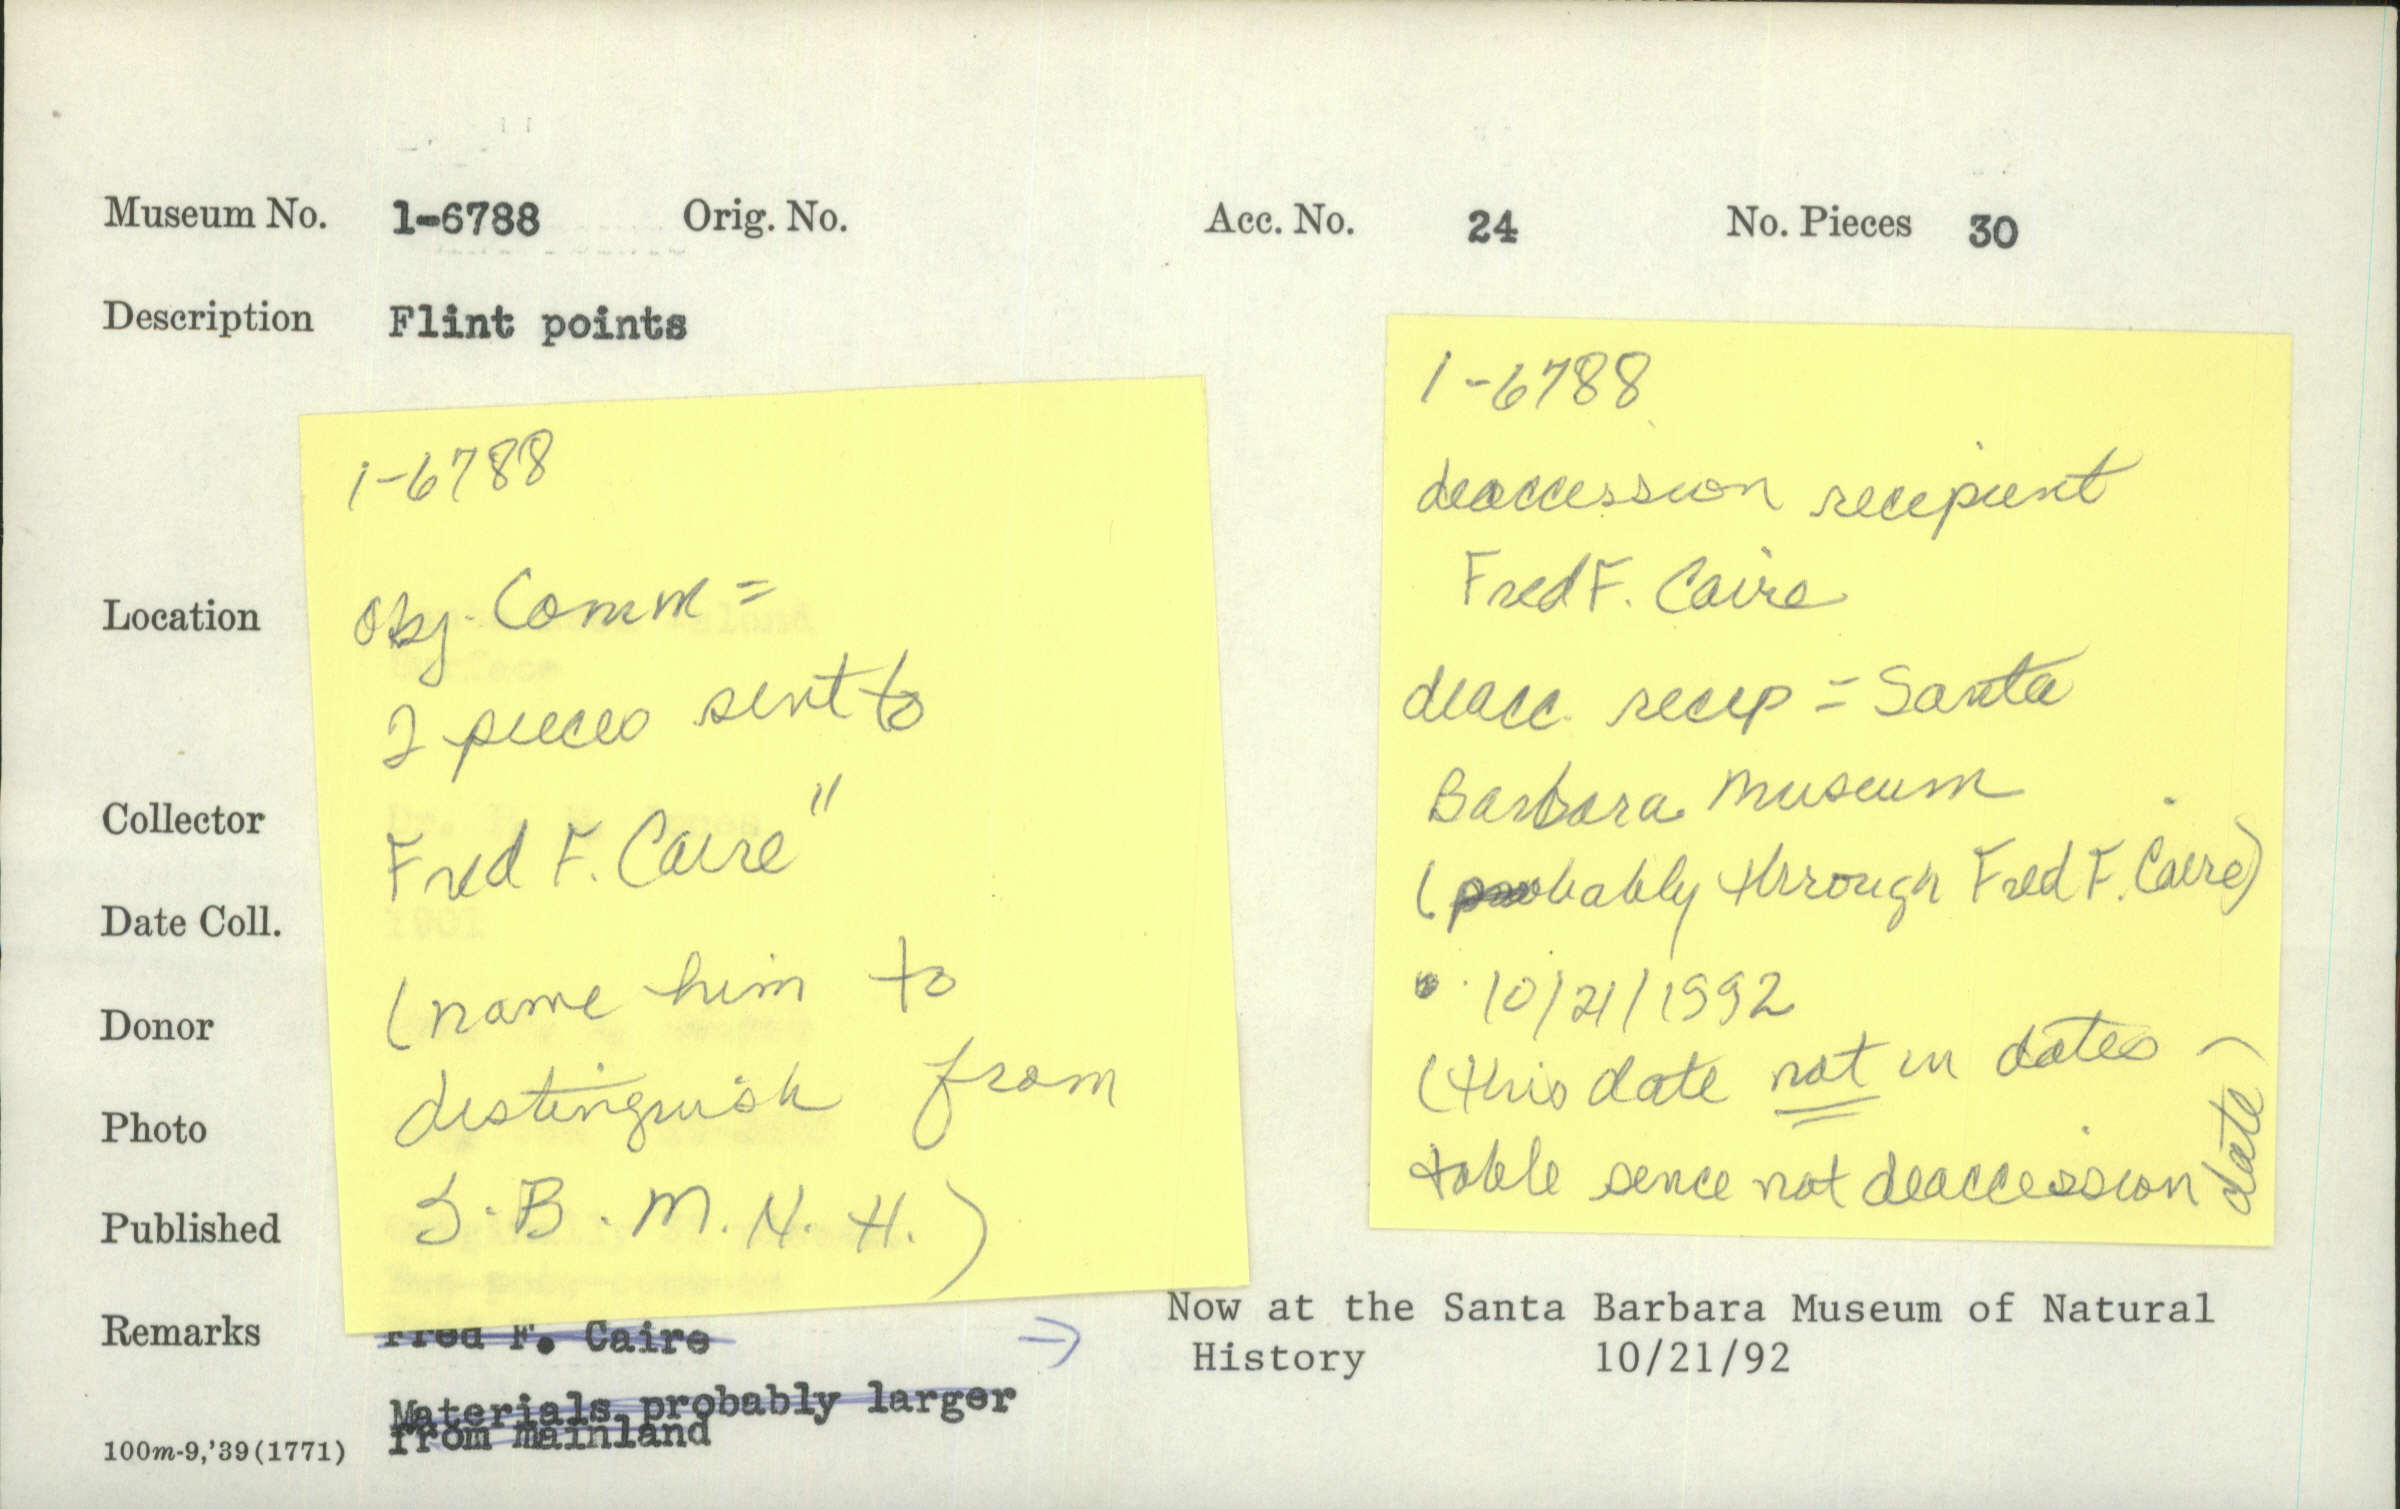 Museum No. 1-6788 Orig. No. Acc. No. 24 No. Pieces 30
Description Flint points
Location
Collector
Date Coll.
Donor
Photo
Published
Remarks
1-6788
Obj. Comm =
2 pieces sent to
Fred F. Caire"
(name him to
distinguish from
S.B.M.N.H.)
1-6788
deaccession recipient
Fred F. Caire
deacc. recip = Santa
Barbara Museum
(probably through Fred F. Caire)
10/21/1992
(this date not in dates
table sence not deaccession date)
Fred F. Caire
→ Now at the Santa Barbara Museum of Natural
History 10/21/92
Materials probably larger
from mainland
100m-9,'39(1771)